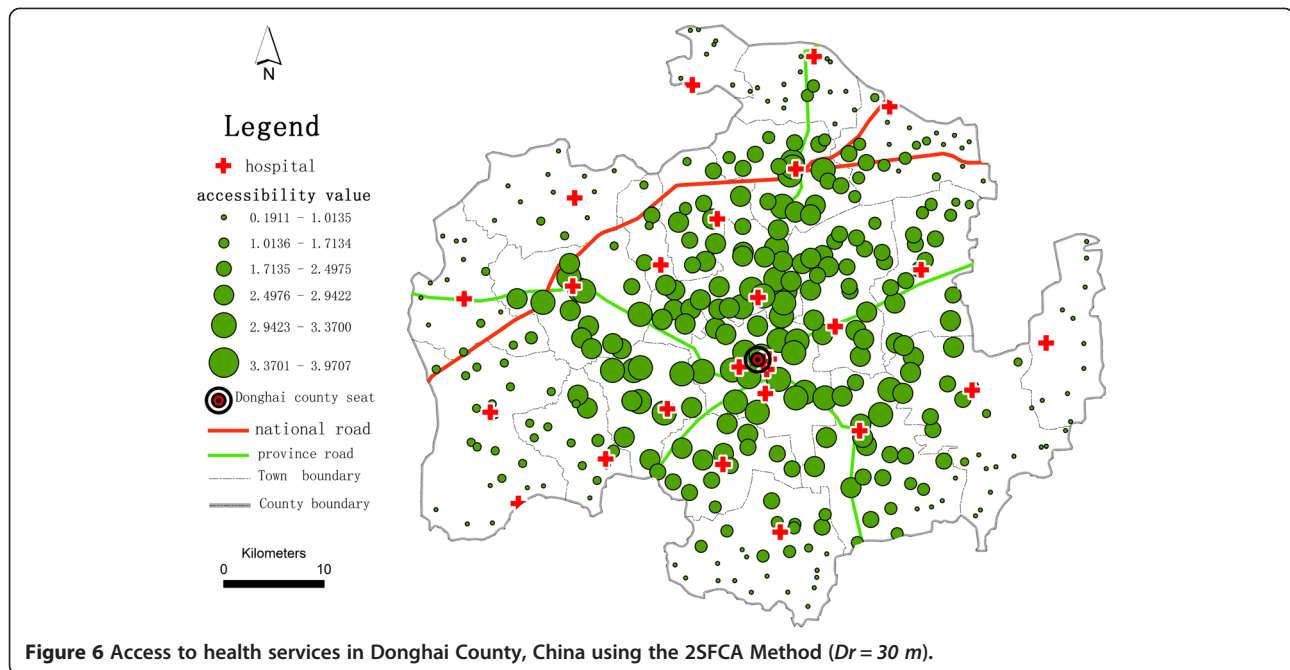 N
Legend
hospital
accessibility value
0.1911 - 1.0135
1.0136 - 1.7134
1.7135 - 2.4975
2.4976 - 2.9422
2.9423 - 3.3700
3.3701 - 3.9707
Donghai county seat
national road
province road
Town boundary
County boundary
Kilometers
0 10
Figure 6 Access to health services in Donghai County, China using the 2SFCA Method (Dr = 30 m).